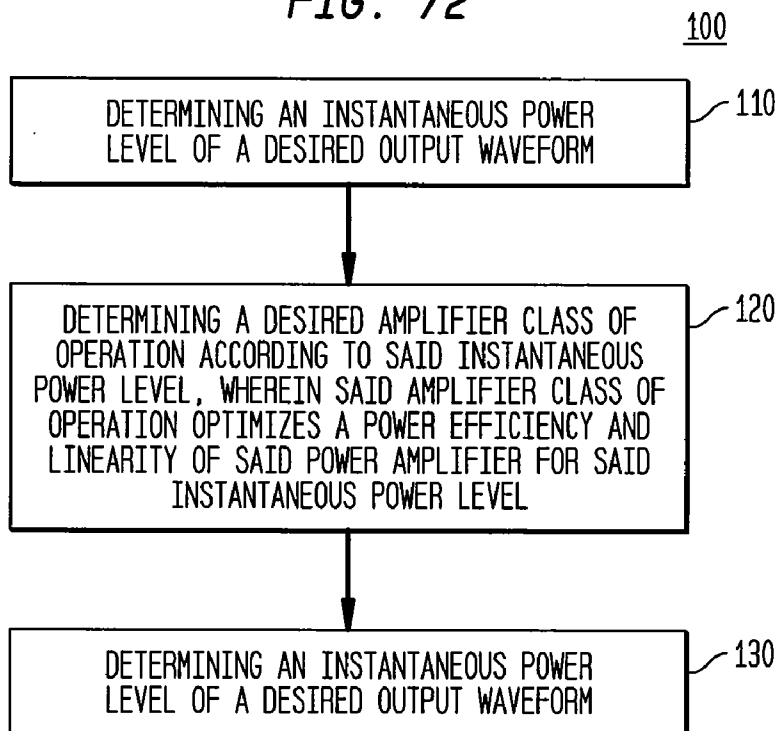 FIG. 72
100
DETERMINING AN INSTANTANEOUS POWER
LEVEL OF A DESIRED OUTPUT WAVEFORM
110
DETERMINING A DESIRED AMPLIFIER CLASS OF
OPERATION ACCORDING TO SAID INSTANTANEOUS
POWER LEVEL, WHEREIN SAID AMPLIFIER CLASS OF
OPERATION OPTIMIZES A POWER EFFICIENCY AND
LINEARITY OF SAID POWER AMPLIFIER FOR SAID
INSTANTANEOUS POWER LEVEL
120
DETERMINING AN INSTANTANEOUS POWER
LEVEL OF A DESIRED OUTPUT WAVEFORM
130